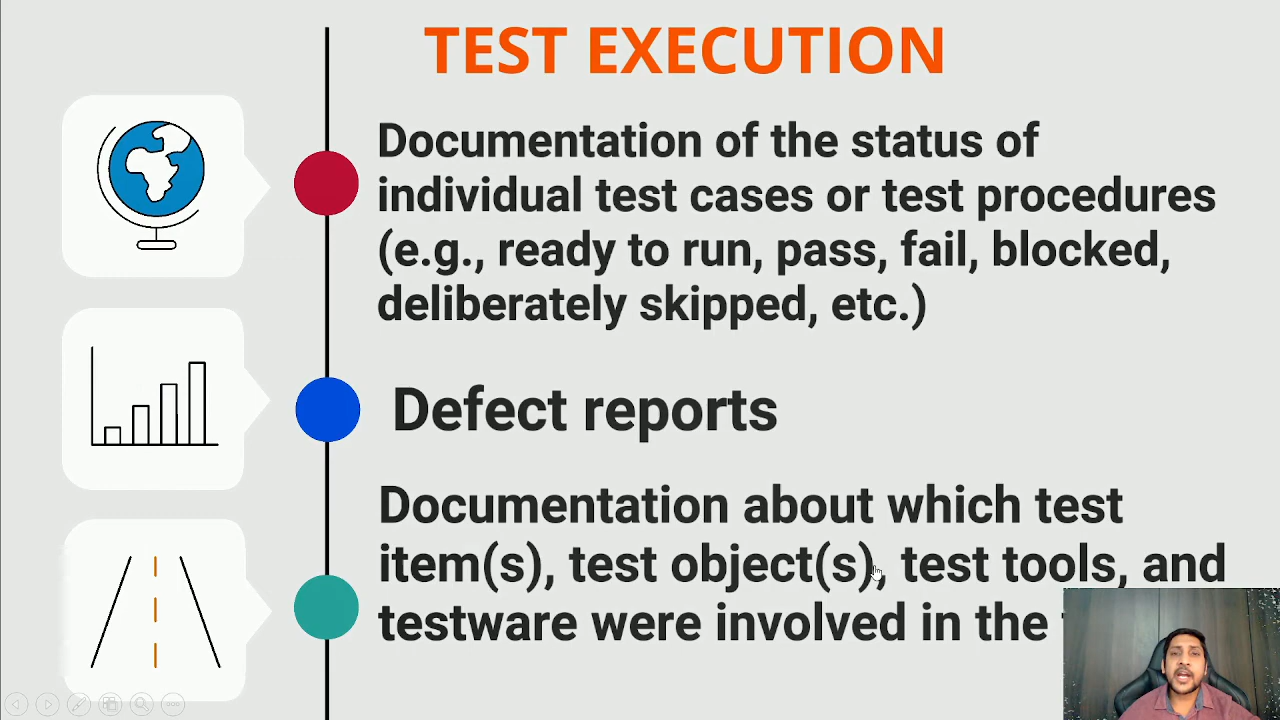 TEST EXECUTION
Documentation of the status of
individual test cases or test procedures
(e.g., ready to run, pass, fail, blocked,
deliberately skipped, etc.)
Defect reports
Documentation about which test
item(s), test object(s), test tools, and
testware were involved in the